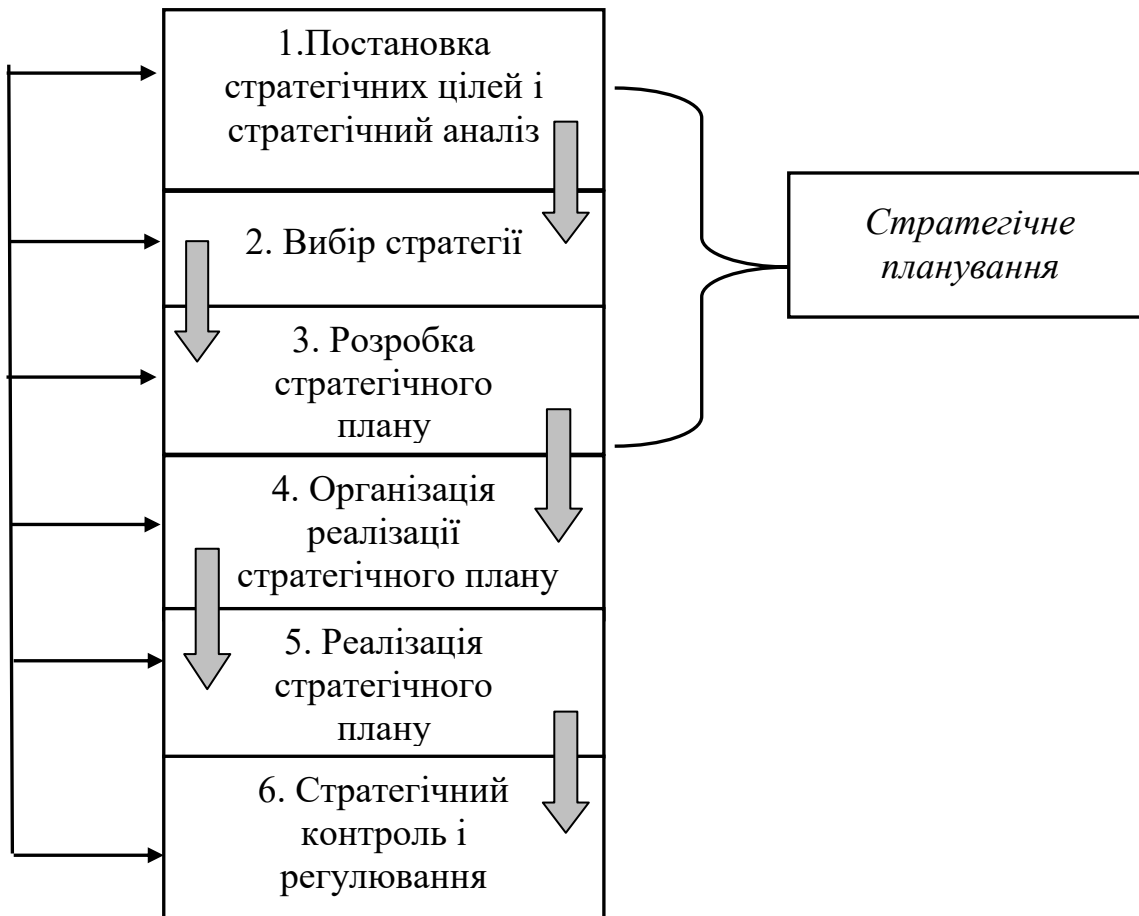 1.Постановка
стратегічних цілей і
стратегічний аналіз
2. Вибір стратегії
3. Розробка
стратегічного
плану
4. Організація
реалізації
стратегічного плану
5. Реалізація
стратегічного
плану
6. Стратегічний
контроль і
регулювання
Стратегічне
планування